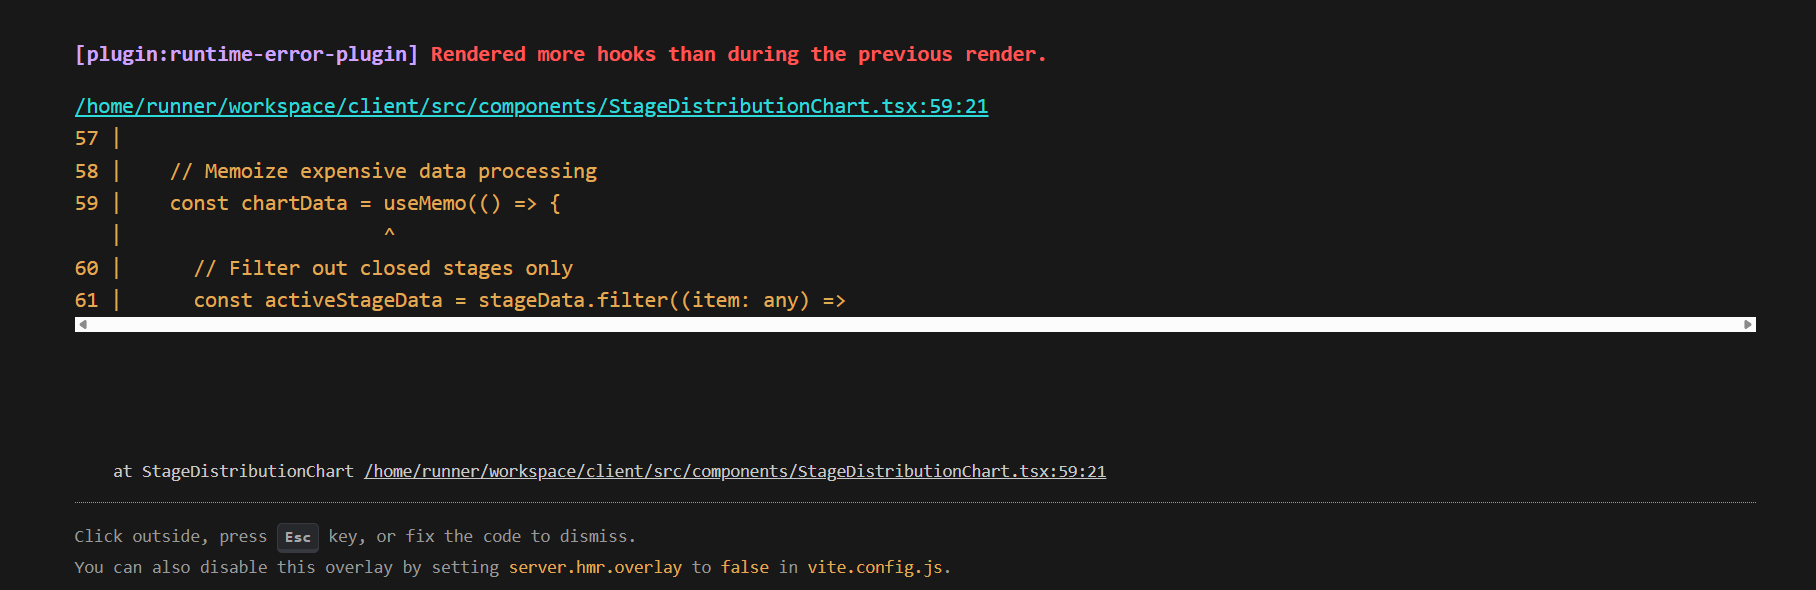 [plugin:runtime-error-plugin] Rendered more hooks than during the previous render.
/home/runner/workspace/client/src/components/StageDistributionChart.tsx:59:21
57 |
58 |    // Memoize expensive data processing
59 |    const chartData = useMemo(() => {
   |                      ^
60 |      // Filter out closed stages only
61 |      const activeStageData = stageData.filter((item: any) =>
at StageDistributionChart /home/runner/workspace/client/src/components/StageDistributionChart.tsx:59:21
Click outside, press Esc key, or fix the code to dismiss.
You can also disable this overlay by setting server.hmr.overlay to false in vite.config.js.